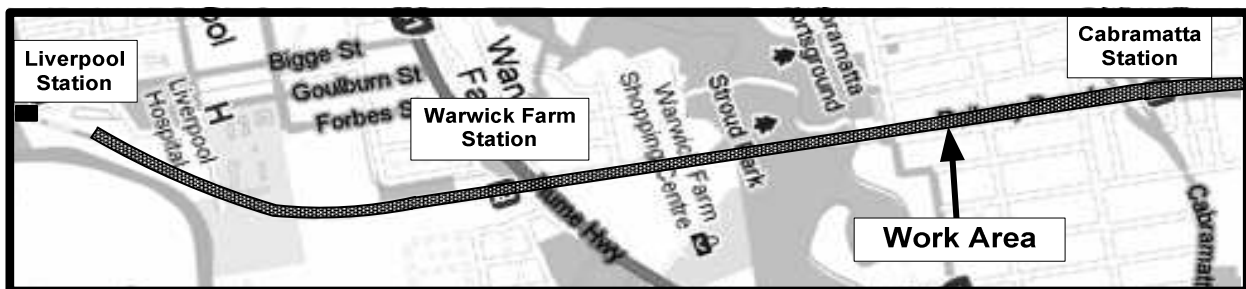 Liverpool
Station
Bigge St
Goulburn St
Forbes S
Liverpool
Hospital
H
Warwick Farm
Station
Hume Hwy
Warwick Farm
Shopping Centre
Stroud Park
Cabramatta
Station
Work Area